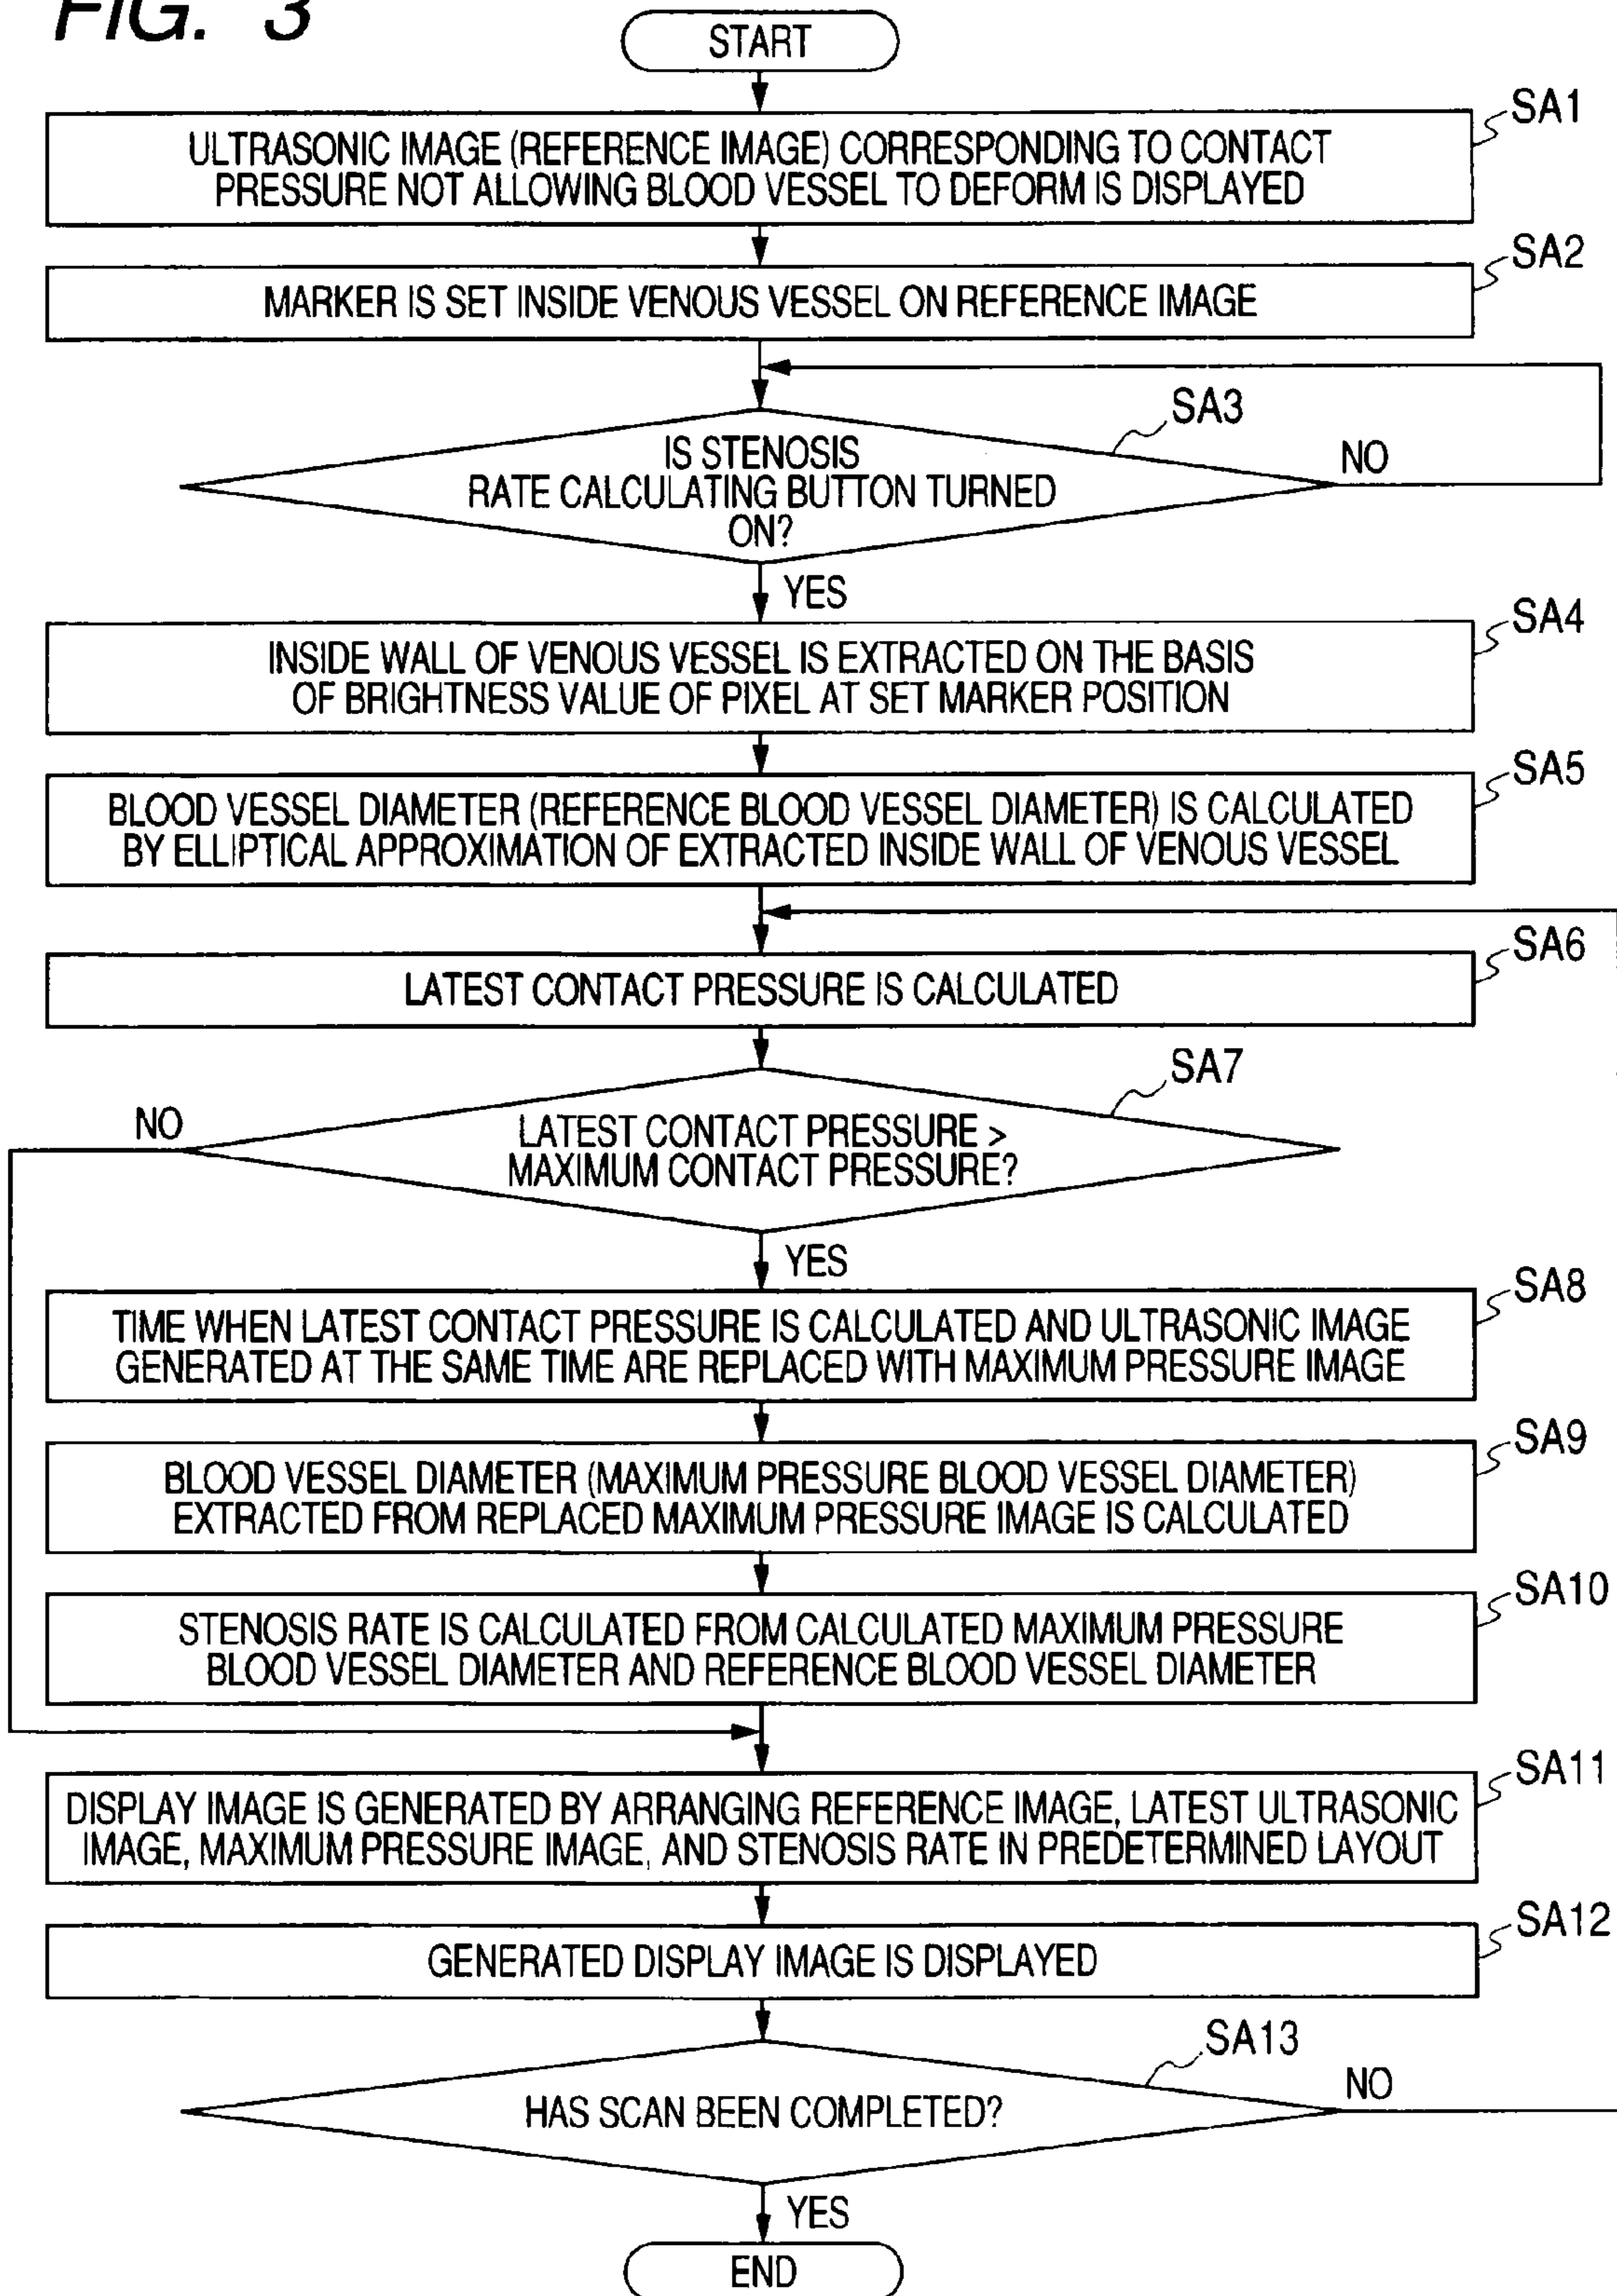 FIG. 3
START
SA1
ULTRASONIC IMAGE (REFERENCE IMAGE) CORRESPONDING TO CONTACT
PRESSURE NOT ALLOWING BLOOD VESSEL TO DEFORM IS DISPLAYED
SA2
MARKER IS SET INSIDE VENOUS VESSEL ON REFERENCE IMAGE
SA3
IS STENOSIS
RATE CALCULATING BUTTON TURNED
ON?
NO
YES
SA4
INSIDE WALL OF VENOUS VESSEL IS EXTRACTED ON THE BASIS
OF BRIGHTNESS VALUE OF PIXEL AT SET MARKER POSITION
SA5
BLOOD VESSEL DIAMETER (REFERENCE BLOOD VESSEL DIAMETER) IS CALCULATED
BY ELLIPTICAL APPROXIMATION OF EXTRACTED INSIDE WALL OF VENOUS VESSEL
SA6
LATEST CONTACT PRESSURE IS CALCULATED
SA7
NO
LATEST CONTACT PRESSURE >
MAXIMUM CONTACT PRESSURE?
YES
SA8
TIME WHEN LATEST CONTACT PRESSURE IS CALCULATED AND ULTRASONIC IMAGE
GENERATED AT THE SAME TIME ARE REPLACED WITH MAXIMUM PRESSURE IMAGE
SA9
BLOOD VESSEL DIAMETER (MAXIMUM PRESSURE BLOOD VESSEL DIAMETER)
EXTRACTED FROM REPLACED MAXIMUM PRESSURE IMAGE IS CALCULATED
SA10
STENOSIS RATE IS CALCULATED FROM CALCULATED MAXIMUM PRESSURE
BLOOD VESSEL DIAMETER AND REFERENCE BLOOD VESSEL DIAMETER
SA11
DISPLAY IMAGE IS GENERATED BY ARRANGING REFERENCE IMAGE, LATEST ULTRASONIC
IMAGE, MAXIMUM PRESSURE IMAGE, AND STENOSIS RATE IN PREDETERMINED LAYOUT
SA12
GENERATED DISPLAY IMAGE IS DISPLAYED
SA13
HAS SCAN BEEN COMPLETED?
NO
YES
END